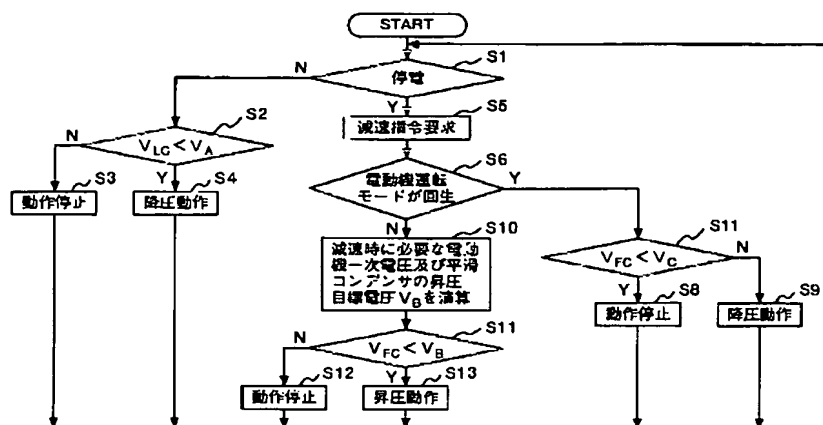 START
停電
S1
N
Y
S5
減速指令要求
S2
V_LC < V_A
N
Y
S6
電動機運転
モードが回生
Y
N
S3
動作停止
S4
降圧動作
S10
減速時に必要な電動
機一次電圧及び平滑
コンデンサの昇圧
目標電圧V_Bを演算
S11
V_FC < V_C
N
Y
S8
動作停止
S9
降圧動作
S11
V_FC < V_B
N
Y
S12
動作停止
S13
昇圧動作